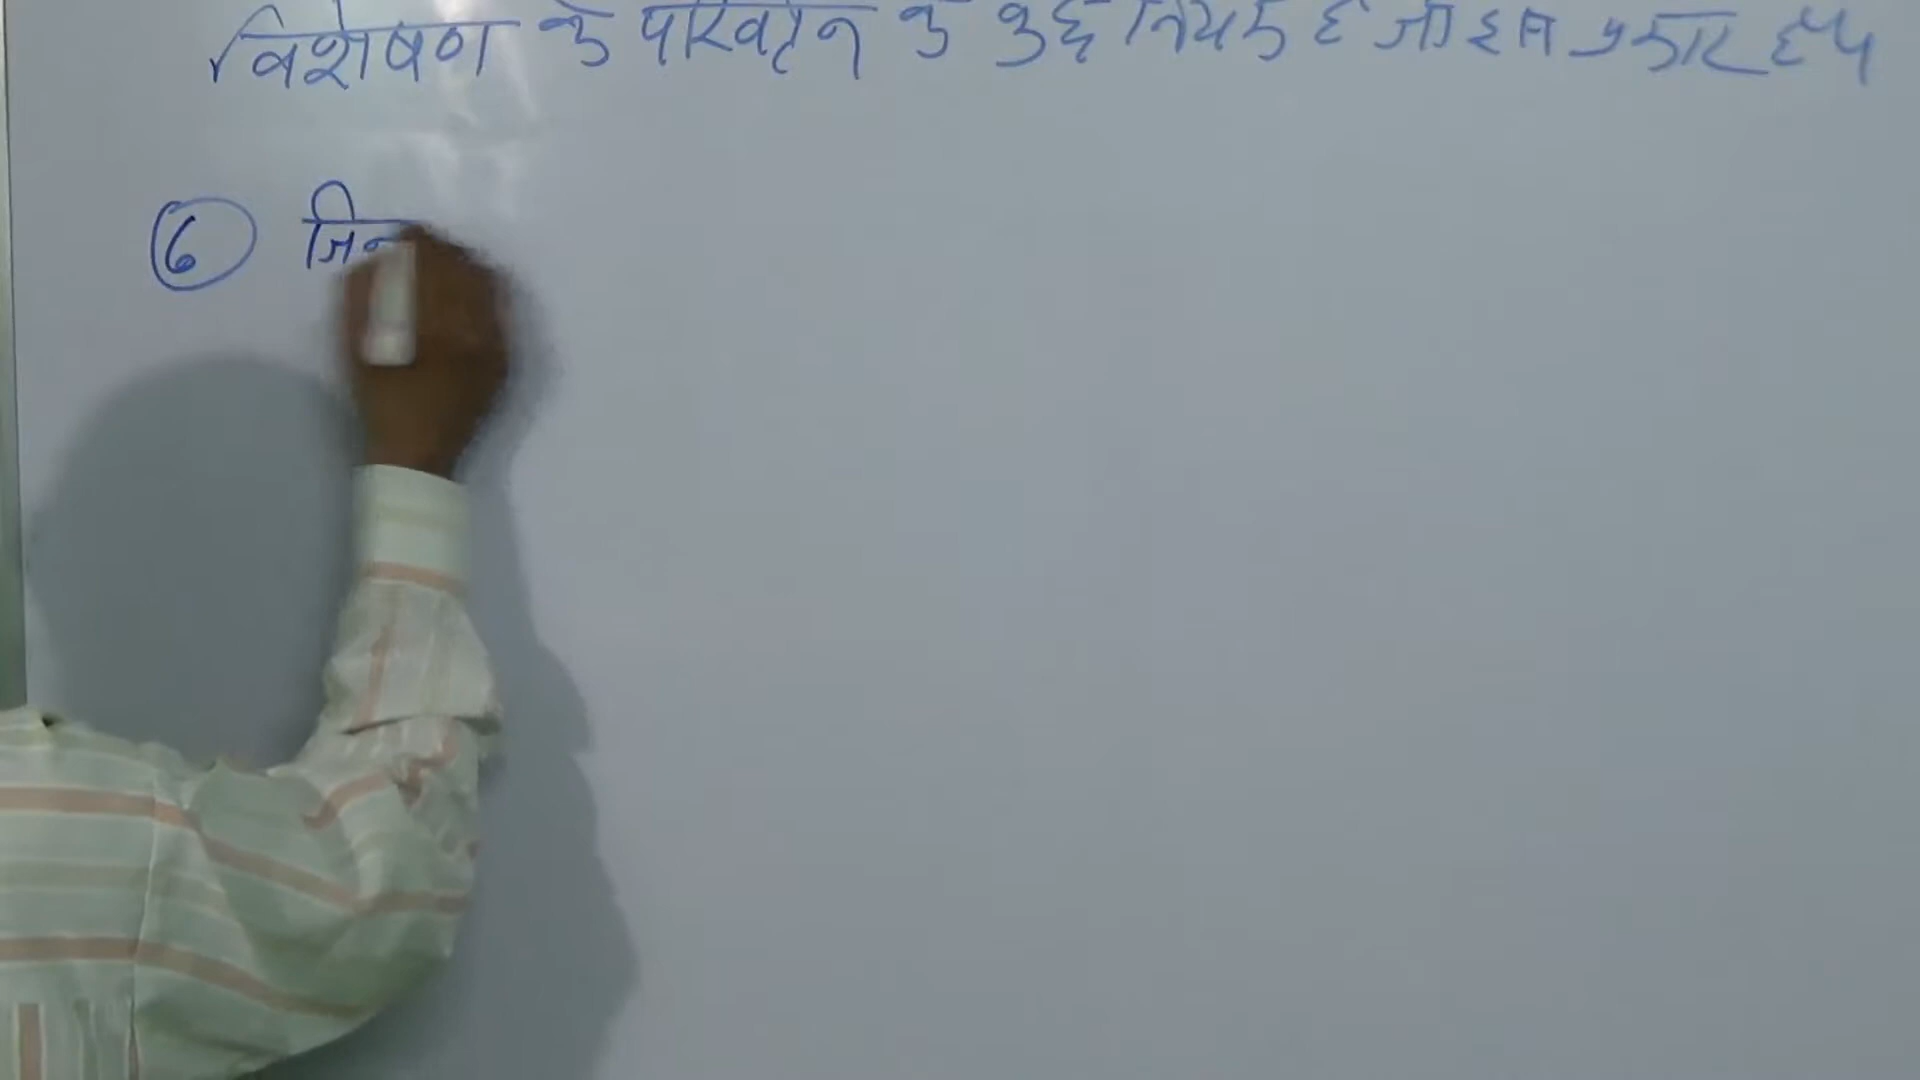 विशेषण के परिवर्तन के कुछ नियम है जो इस प्रकार है
6 जिन